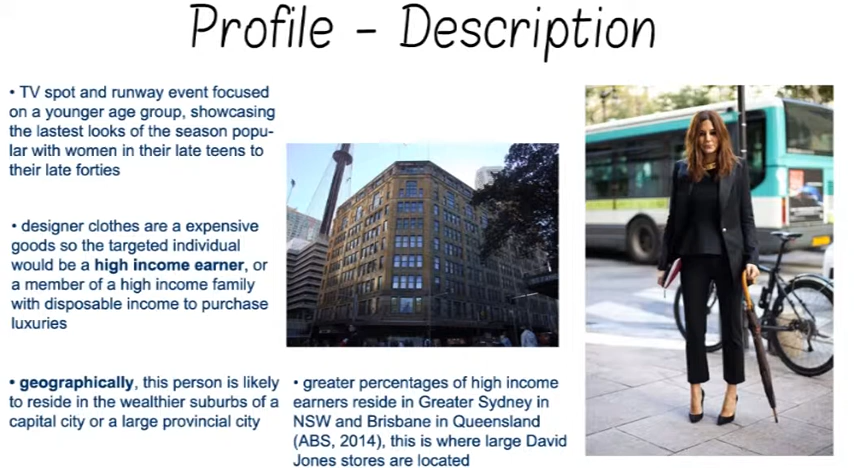 Profile - Description
• TV spot and runway event focused
on a younger age group, showcasing
the lastest looks of the season popu-
lar with women in their late teens to
their late forties
• designer clothes are a expensive
goods so the targeted individual
would be a high income earner, or
a member of a high income family
with disposable income to purchase
luxuries
• geographically, this person is likely
to reside in the wealthier suburbs of a
capital city or a large provincial city
• greater percentages of high income
earners reside in Greater Sydney in
NSW and Brisbane in Queensland
(ABS, 2014), this is where large David
Jones stores are located